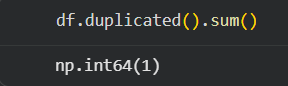 df.duplicated().sum()
np.int64(1)